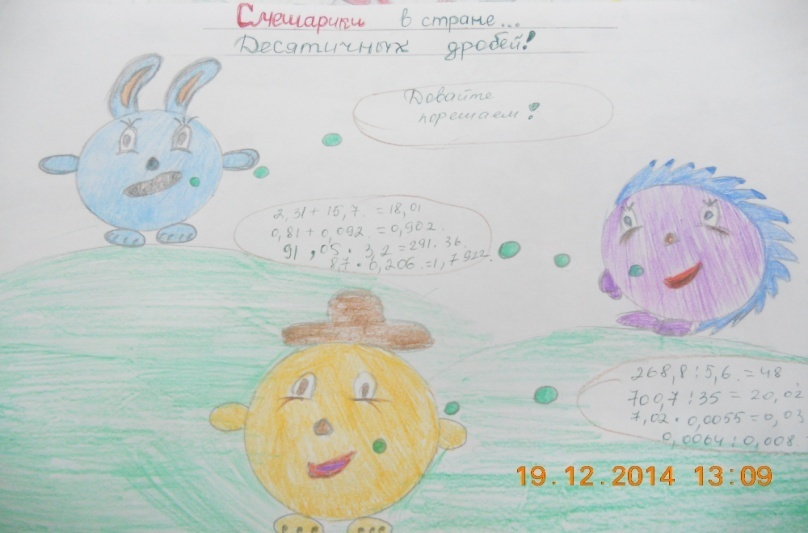 Смешарики в стране...
Десятичных дробей!
Давайте
порешаем!
2,31 + 15,7 = 18,01
0,81 + 0,092 = 0,902
91,05 · 3,2 = 291.36
8,7 · 0,206 = 1,7922
268,8 : 5,6 = 48
700,7 : 35 = 20,02
7,02 · 0,0055 = 0,03
0,0064 : 0,008
19.12.2014 13:09